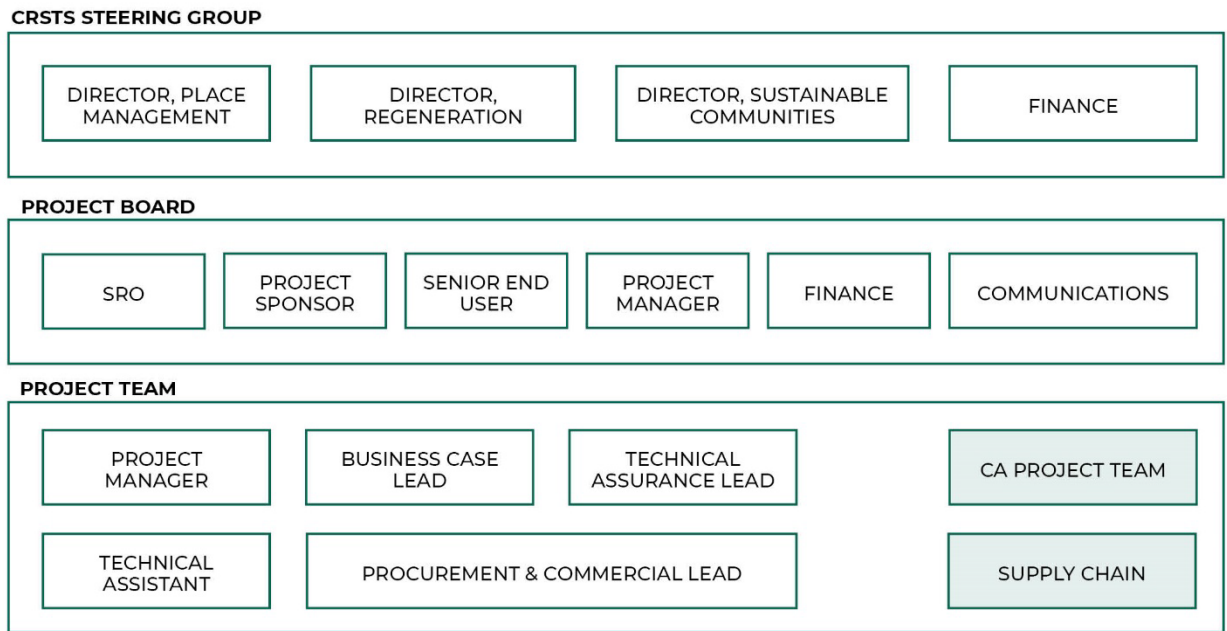 CRSTS STEERING GROUP
DIRECTOR, PLACE
MANAGEMENT
DIRECTOR,
REGENERATION
DIRECTOR, SUSTAINABLE
COMMUNITIES
FINANCE
PROJECT BOARD
SRO
PROJECT
SPONSOR
SENIOR END
USER
PROJECT
MANAGER
FINANCE
COMMUNICATIONS
PROJECT TEAM
PROJECT
MANAGER
BUSINESS CASE
LEAD
TECHNICAL
ASSURANCE LEAD
CA PROJECT TEAM
TECHNICAL
ASSISTANT
PROCUREMENT & COMMERCIAL LEAD
SUPPLY CHAIN